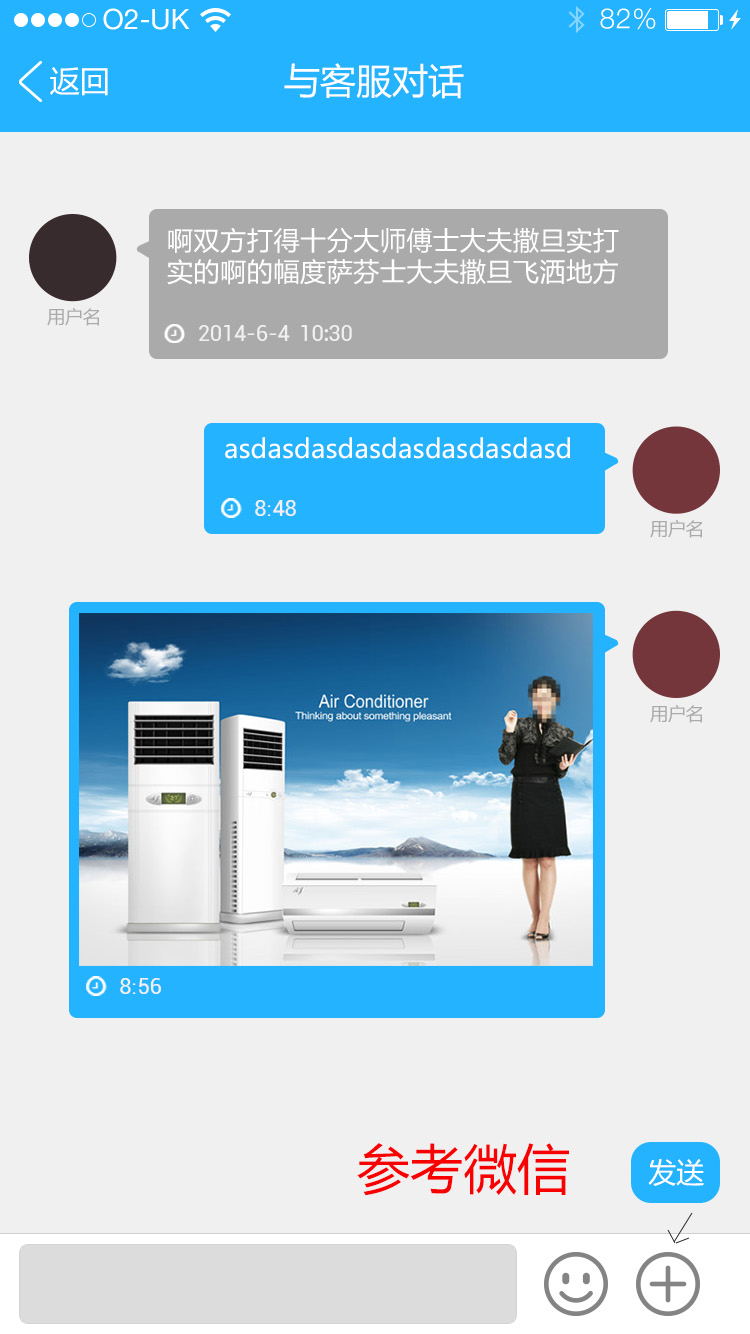 O2-UK 82%
返回 与客服对话
啊双方打得十分大师傅士大夫撒旦实打
实的啊的幅度萨芬士大夫撒旦飞洒地方
2014-6-4 10:30
用户名
asdasdasdasdasdasdasdasd
8:48
用户名
Air Conditioner
Thinking about something pleasant
8:56
用户名
参考微信
发送